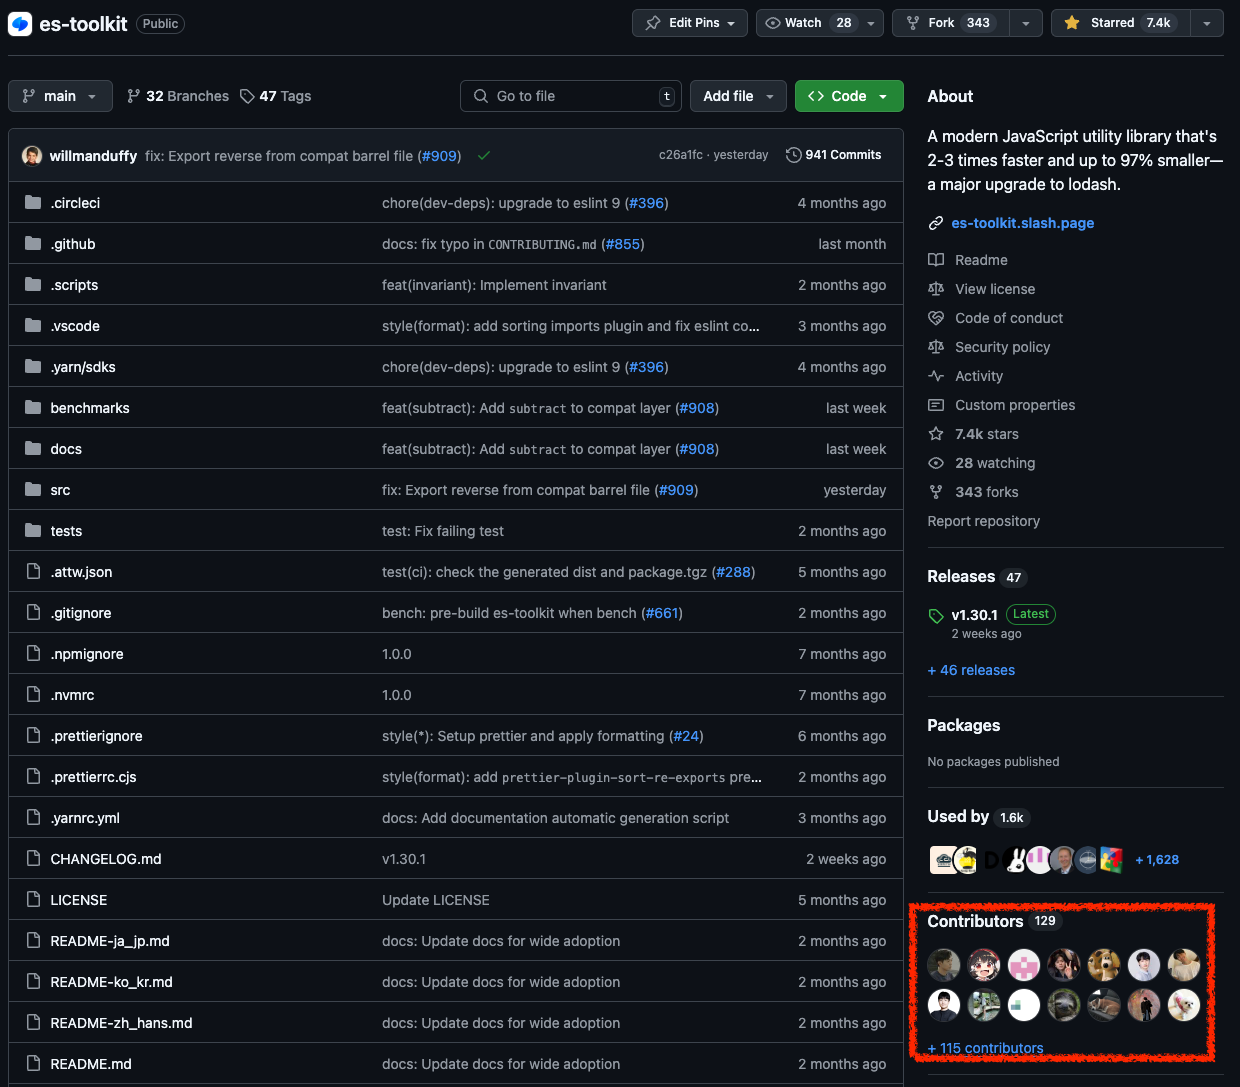 es-toolkit Public Edit Pins Watch 28 Fork 343 Starred 7.4k
main 32 Branches 47 Tags Go to file t Add file Code
willmanduffy fix: Export reverse from compat barrel file (#909) c26a1fc · yesterday 941 Commits
.circleci chore(dev-deps): upgrade to eslint 9 (#396) 4 months ago
.github docs: fix typo in CONTRIBUTING.md (#855) last month
.scripts feat(invariant): Implement invariant 2 months ago
.vscode style(format): add sorting imports plugin and fix eslint co... 3 months ago
.yarn/sdks chore(dev-deps): upgrade to eslint 9 (#396) 4 months ago
benchmarks feat(subtract): Add subtract to compat layer (#908) last week
docs feat(subtract): Add subtract to compat layer (#908) last week
src fix: Export reverse from compat barrel file (#909) yesterday
tests test: Fix failing test 2 months ago
.attw.json test(ci): check the generated dist and package.tgz (#288) 5 months ago
.gitignore bench: pre-build es-toolkit when bench (#661) 2 months ago
.npmignore 1.0.0 7 months ago
.nvmrc 1.0.0 7 months ago
.prettierignore style(*): Setup prettier and apply formatting (#24) 6 months ago
.prettierrc.cjs style(format): add prettier-plugin-sort-re-exports pre... 2 months ago
.yarnrc.yml docs: Add documentation automatic generation script 3 months ago
CHANGELOG.md v1.30.1 2 weeks ago
LICENSE Update LICENSE 5 months ago
README-ja_jp.md docs: Update docs for wide adoption 2 months ago
README-ko_kr.md docs: Update docs for wide adoption 2 months ago
README-zh_hans.md docs: Update docs for wide adoption 2 months ago
README.md docs: Update docs for wide adoption 2 months ago
About
A modern JavaScript utility library that's
2-3 times faster and up to 97% smaller—
a major upgrade to lodash.
es-toolkit.slash.page
Readme
View license
Code of conduct
Security policy
Activity
Custom properties
7.4k stars
28 watching
343 forks
Report repository
Releases 47
v1.30.1 Latest
2 weeks ago
+ 46 releases
Packages
No packages published
Used by 1.6k
D
+ 1,628
Contributors 129
+ 115 contributors